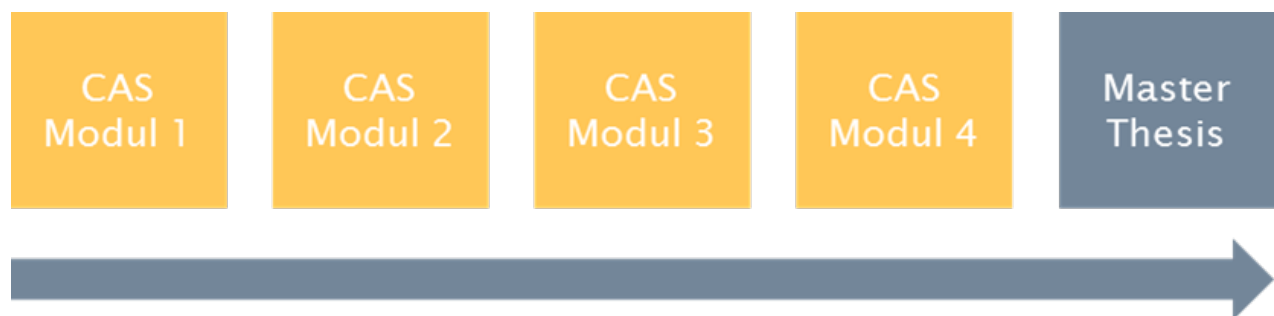 CAS
Modul 1
CAS
Modul 2
CAS
Modul 3
CAS
Modul 4
Master
Thesis